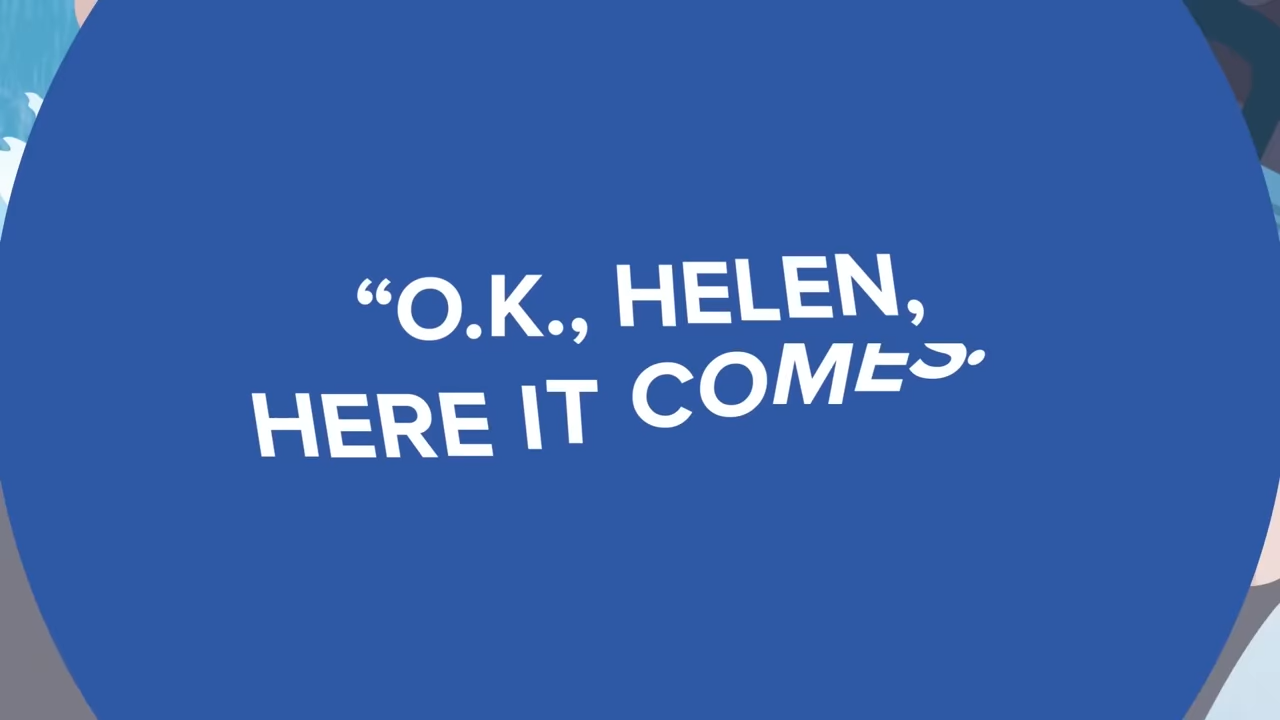 “O.K., HELEN,
HERE IT COMES.